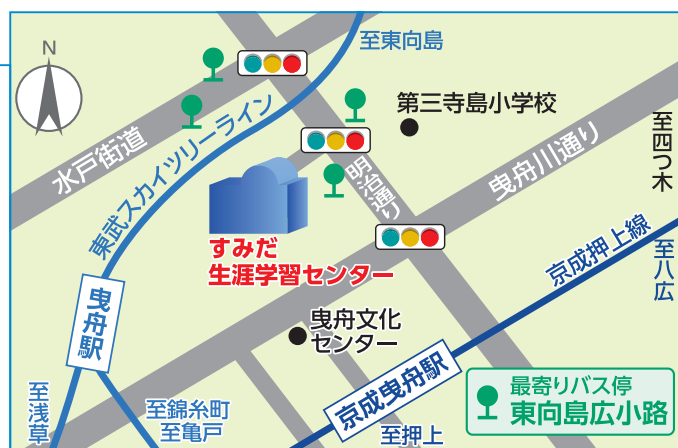 N
至東向島
水戸街道
東武スカイツリーライン
第三寺島小学校
至四つ木
明治通り
曳舟川通り
すみだ
生涯学習センター
京成押上線
至八広
曳舟駅
曳舟文化
センター
京成曳舟駅
至浅草
至錦糸町
至亀戸
至押上
最寄りバス停
東向島広小路